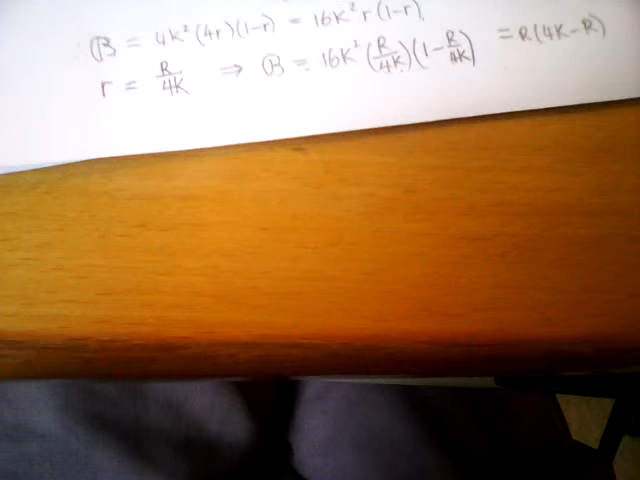 Ⓑ = 4K²(4r)(1-r) = 16K²r(1-r).
r = R/4K ⇒ Ⓑ = 16K²(R/4K)(1-R/4K) = R(4K-R)